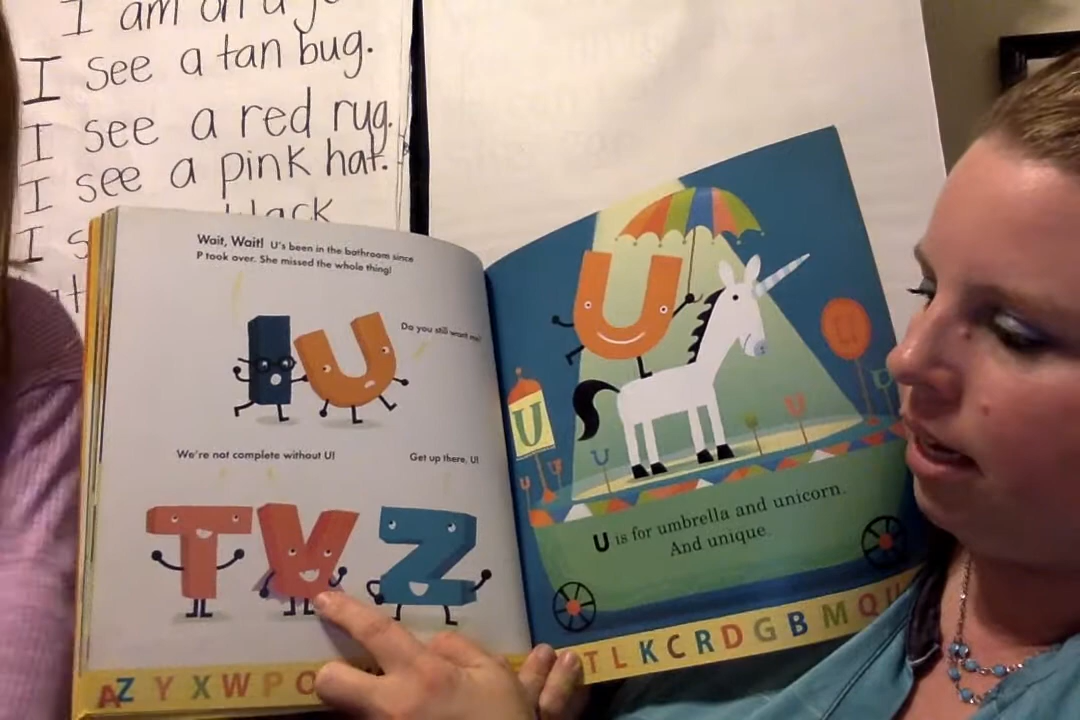 I am on a
I see a tan bug.
I see a red rug.
I see a pink hat.
I
Wait, Wait! U's been in the bathroom since
P took over. She missed the whole thing!
I U
Do you still want me?
We're not complete without U!
Get up there, U!
T V Z
U
U
U is for umbrella and unicorn.
And unique.
A Z Y X W P O
T L K C R D G B M Q U